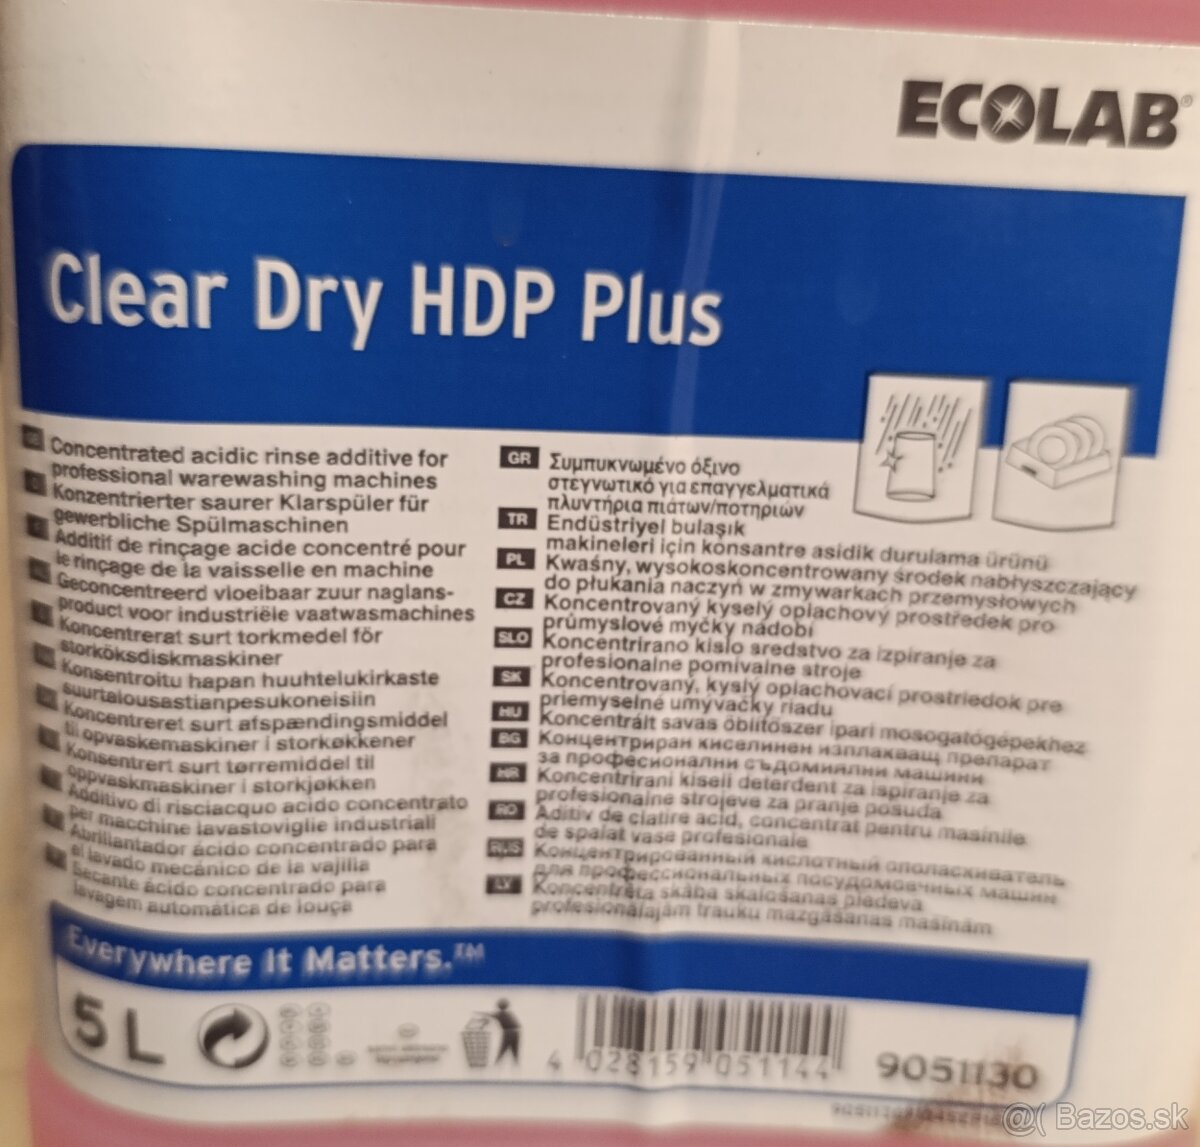 ECOLAB®
Clear Dry HDP Plus
Concentrated acidic rinse additive for
professional warewashing machines
Konzentrierter saurer Klarspüler für
gewerbliche Spülmaschinen
Additif de rinçage acide concentré pour
le rinçage de la vaisselle en machine
Geconcentreerd vloeibaar zuur naglans-
product voor industriële vaatwasmachines
Koncentrerat surt torkmedel för
storköksdiskmaskiner
Konsentroitu hapan huuhtelukirkaste
suurtalousastianpesukoneisiin
Koncentreret surt afspændingsmiddel
til opvaskemaskiner i storkøkkener
Konsentrert surt tørremiddel til
oppvaskmaskiner i storkjøkken
Additivo di risciacquo acido concentrato
per macchine lavastoviglie industriali
Abrillantador ácido concentrado para
el lavado mecánico de la vajilla
Secante ácido concentrado para
lavagem automática de louça
GR Συμπυκνωμένο όξινο
στεγνωτικό για επαγγελματικά
πλυντήρια πιάτων/ποτηριών
TR Endüstriyel bulaşık
makineleri için konsantre asidik durulama ürünü
PL Kwaśny, wysokoskoncentrowany środek nabłyszczający
do płukania naczyń w zmywarkach przemysłowych
CZ Koncentrovaný kyselý oplachový prostředek pro
průmyslové myčky nádobí
SLO Koncentrirano kislo sredstvo za izpiranje za
profesionalne pomivalne stroje
SK Koncentrovaný, kyslý oplachovací prostriedok pre
priemyselné umývačky riadu
HU Koncentrált savas öblítőszer ipari mosogatógépekhez
BG Концентриран киселинен изплакващ препарат
за професионални съдомиялни машини
HR Koncentrirani kiseli deterdent za ispiranje za
profesionalne strojeve za pranje posuđa
RO Aditiv de clatire acid, concentrat pentru masinile
de spalat vase profesionale
RUS Концентрированный кислотный ополаскиватель
для профессиональных посудомоечных машин
LV Koncentrēta skāba skalošanas piedeva
profesionālajām trauku mazgāšanas mašīnām
Everywhere It Matters.™
5 L
4 028159 051144
9051130
@( Bazos.sk